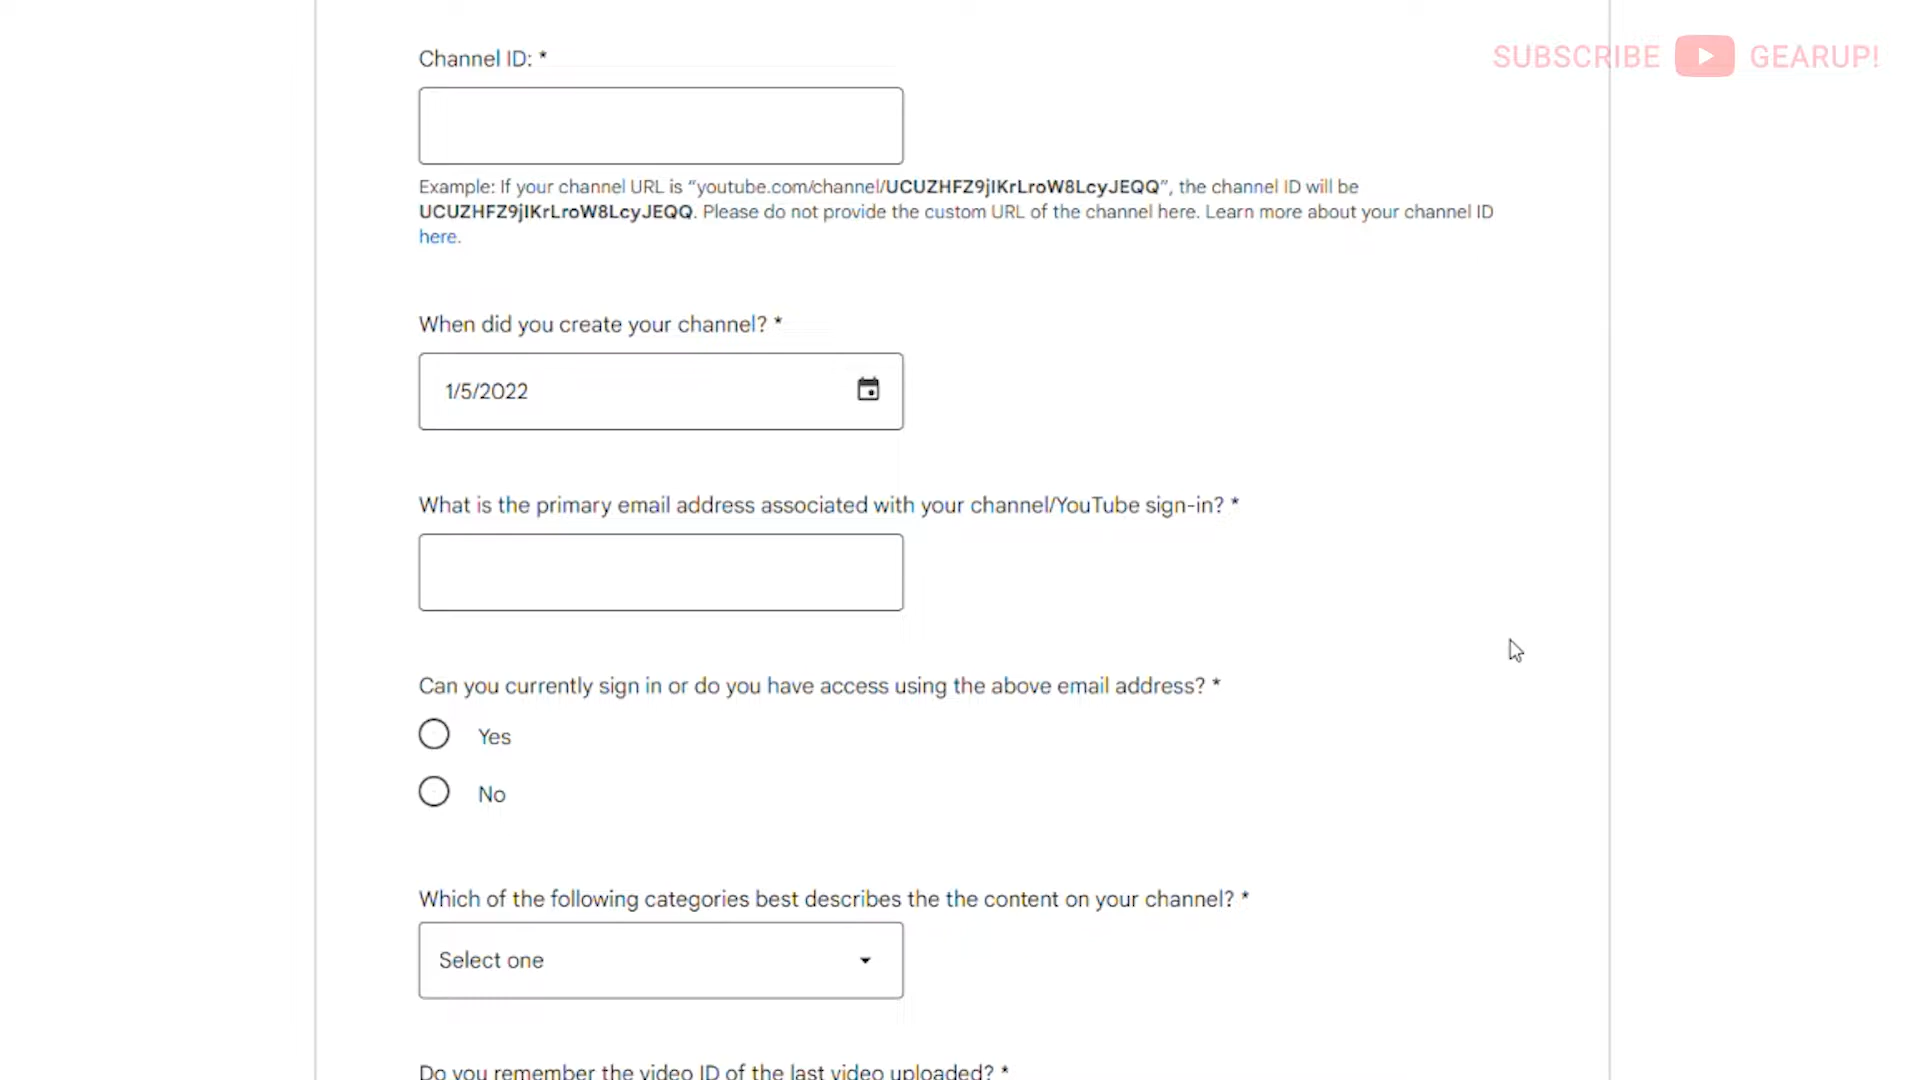 SUBSCRIBE GEARUP!
Channel ID: *
Example: If your channel URL is “youtube.com/channel/UCUZHFZ9jIKrLroW8LcyJEQQ”, the channel ID will be
UCUZHFZ9jIKrLroW8LcyJEQQ. Please do not provide the custom URL of the channel here. Learn more about your channel ID
here.
When did you create your channel? *
1/5/2022
What is the primary email address associated with your channel/YouTube sign-in? *
Can you currently sign in or do you have access using the above email address? *
Yes
No
Which of the following categories best describes the the content on your channel? *
Select one
Do you remember the video ID of the last video uploaded? *